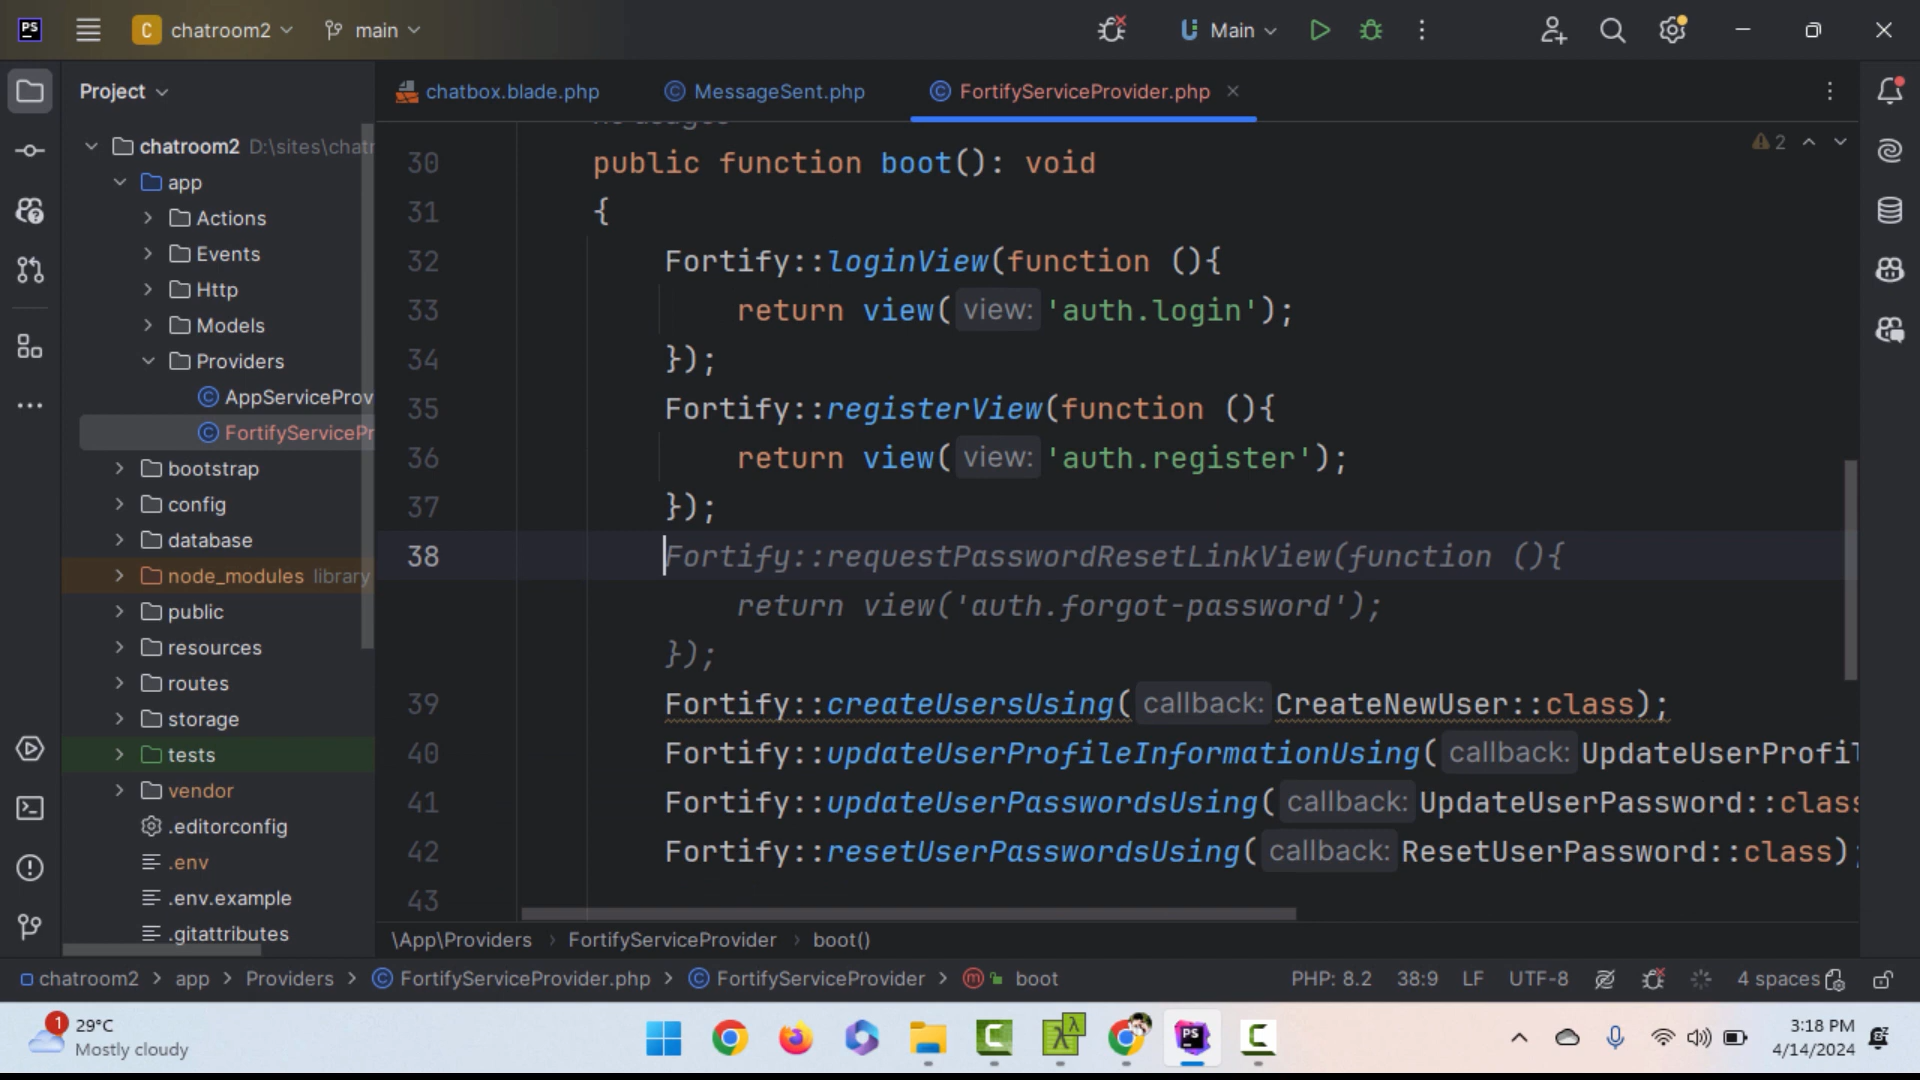 PS
C chatroom2
main
Main
Project
chatbox.blade.php
MessageSent.php
FortifyServiceProvider.php
chatroom2 D:\sites\chatr
app
Actions
Events
Http
Models
Providers
AppServiceProv
FortifyServicePr
bootstrap
config
database
node_modules library
public
resources
routes
storage
tests
vendor
.editorconfig
.env
.env.example
.gitattributes
2
30 public function boot(): void
31 {
32 Fortify::loginView(function (){
33 return view( view: 'auth.login');
34 });
35 Fortify::registerView(function (){
36 return view( view: 'auth.register');
37 });
38 Fortify::requestPasswordResetLinkView(function (){
return view('auth.forgot-password');
});
39 Fortify::createUsersUsing( callback: CreateNewUser::class);
40 Fortify::updateUserProfileInformationUsing( callback: UpdateUserProfil
41 Fortify::updateUserPasswordsUsing( callback: UpdateUserPassword::class
42 Fortify::resetUserPasswordsUsing( callback: ResetUserPassword::class);
43
\App\Providers › FortifyServiceProvider › boot()
chatroom2 > app > Providers > FortifyServiceProvider.php > FortifyServiceProvider > m boot
PHP: 8.2 38:9 LF UTF-8 4 spaces
1 29°C
Mostly cloudy
3:18 PM
4/14/2024